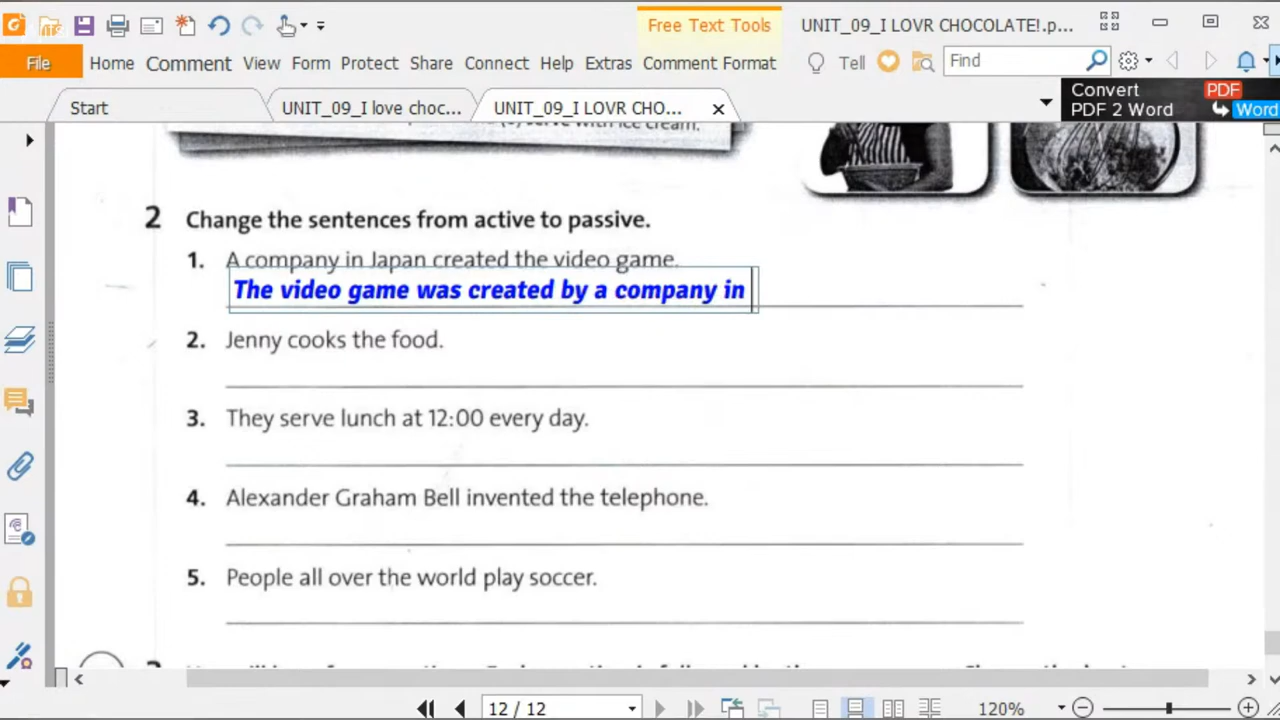 Free Text Tools
UNIT_09_I LOVR CHOCOLATE!.p...
File Home Comment View Form Protect Share Connect Help Extras Comment Format Tell Find
Start UNIT_09_I love choc... UNIT_09_I LOVR CHO...
Convert PDF
PDF 2 Word Word
serve with ice cream.
2 Change the sentences from active to passive.
1. A company in Japan created the video game.
The video game was created by a company in
2. Jenny cooks the food.
3. They serve lunch at 12:00 every day.
4. Alexander Graham Bell invented the telephone.
5. People all over the world play soccer.
12 / 12 120%